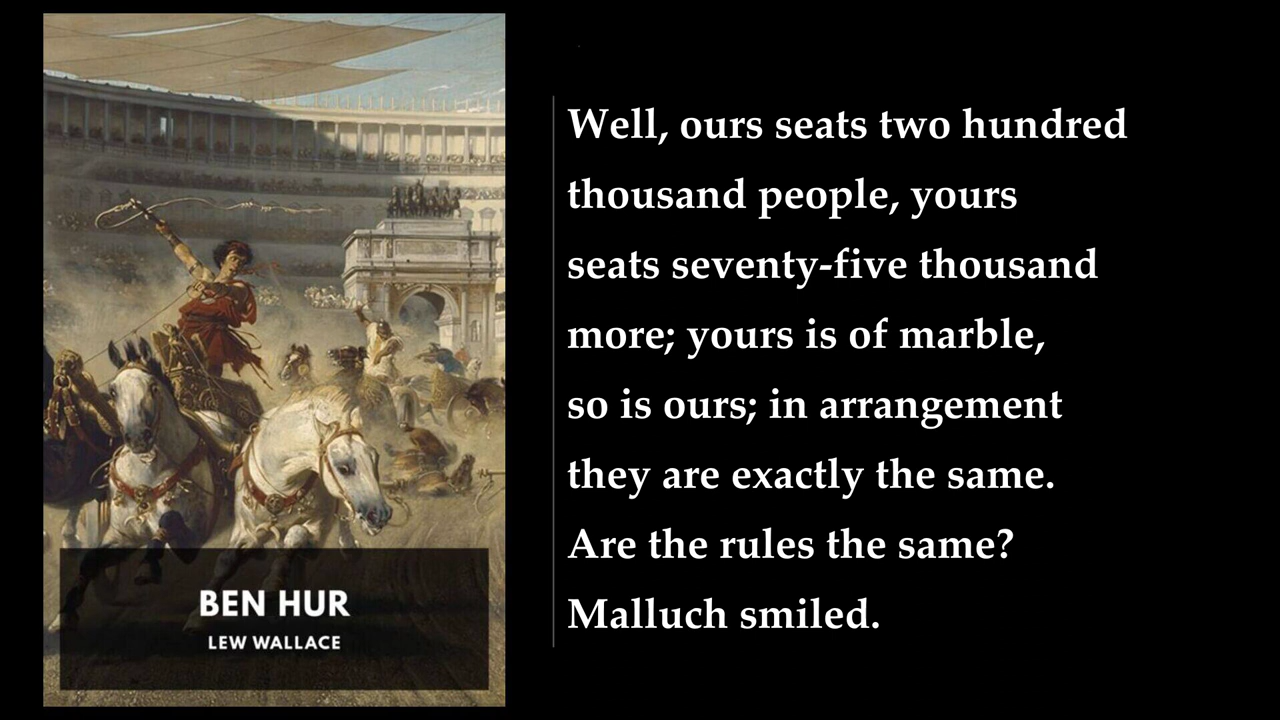 BEN HUR
LEW WALLACE
Well, ours seats two hundred
thousand people, yours
seats seventy-five thousand
more; yours is of marble,
so is ours; in arrangement
they are exactly the same.
Are the rules the same?
Malluch smiled.